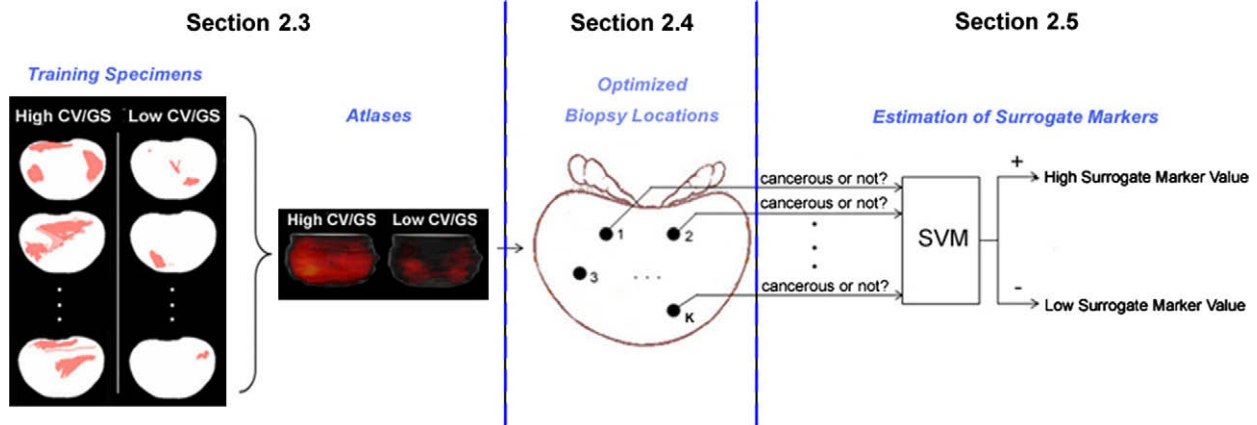 Section 2.3
Training Specimens
High CV/GS Low CV/GS
Atlases
High CV/GS Low CV/GS
Section 2.4
Optimized
Biopsy Locations
1
2
3
...
K
Section 2.5
Estimation of Surrogate Markers
cancerous or not?
cancerous or not?
cancerous or not?
SVM
+
High Surrogate Marker Value
-
Low Surrogate Marker Value